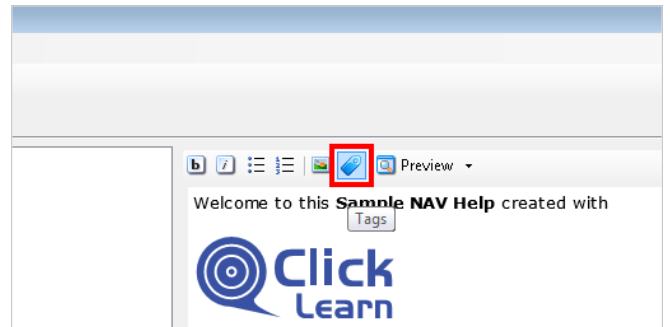 b i Preview
Welcome to this Sample NAV Help created with
Tags
Click
Learn